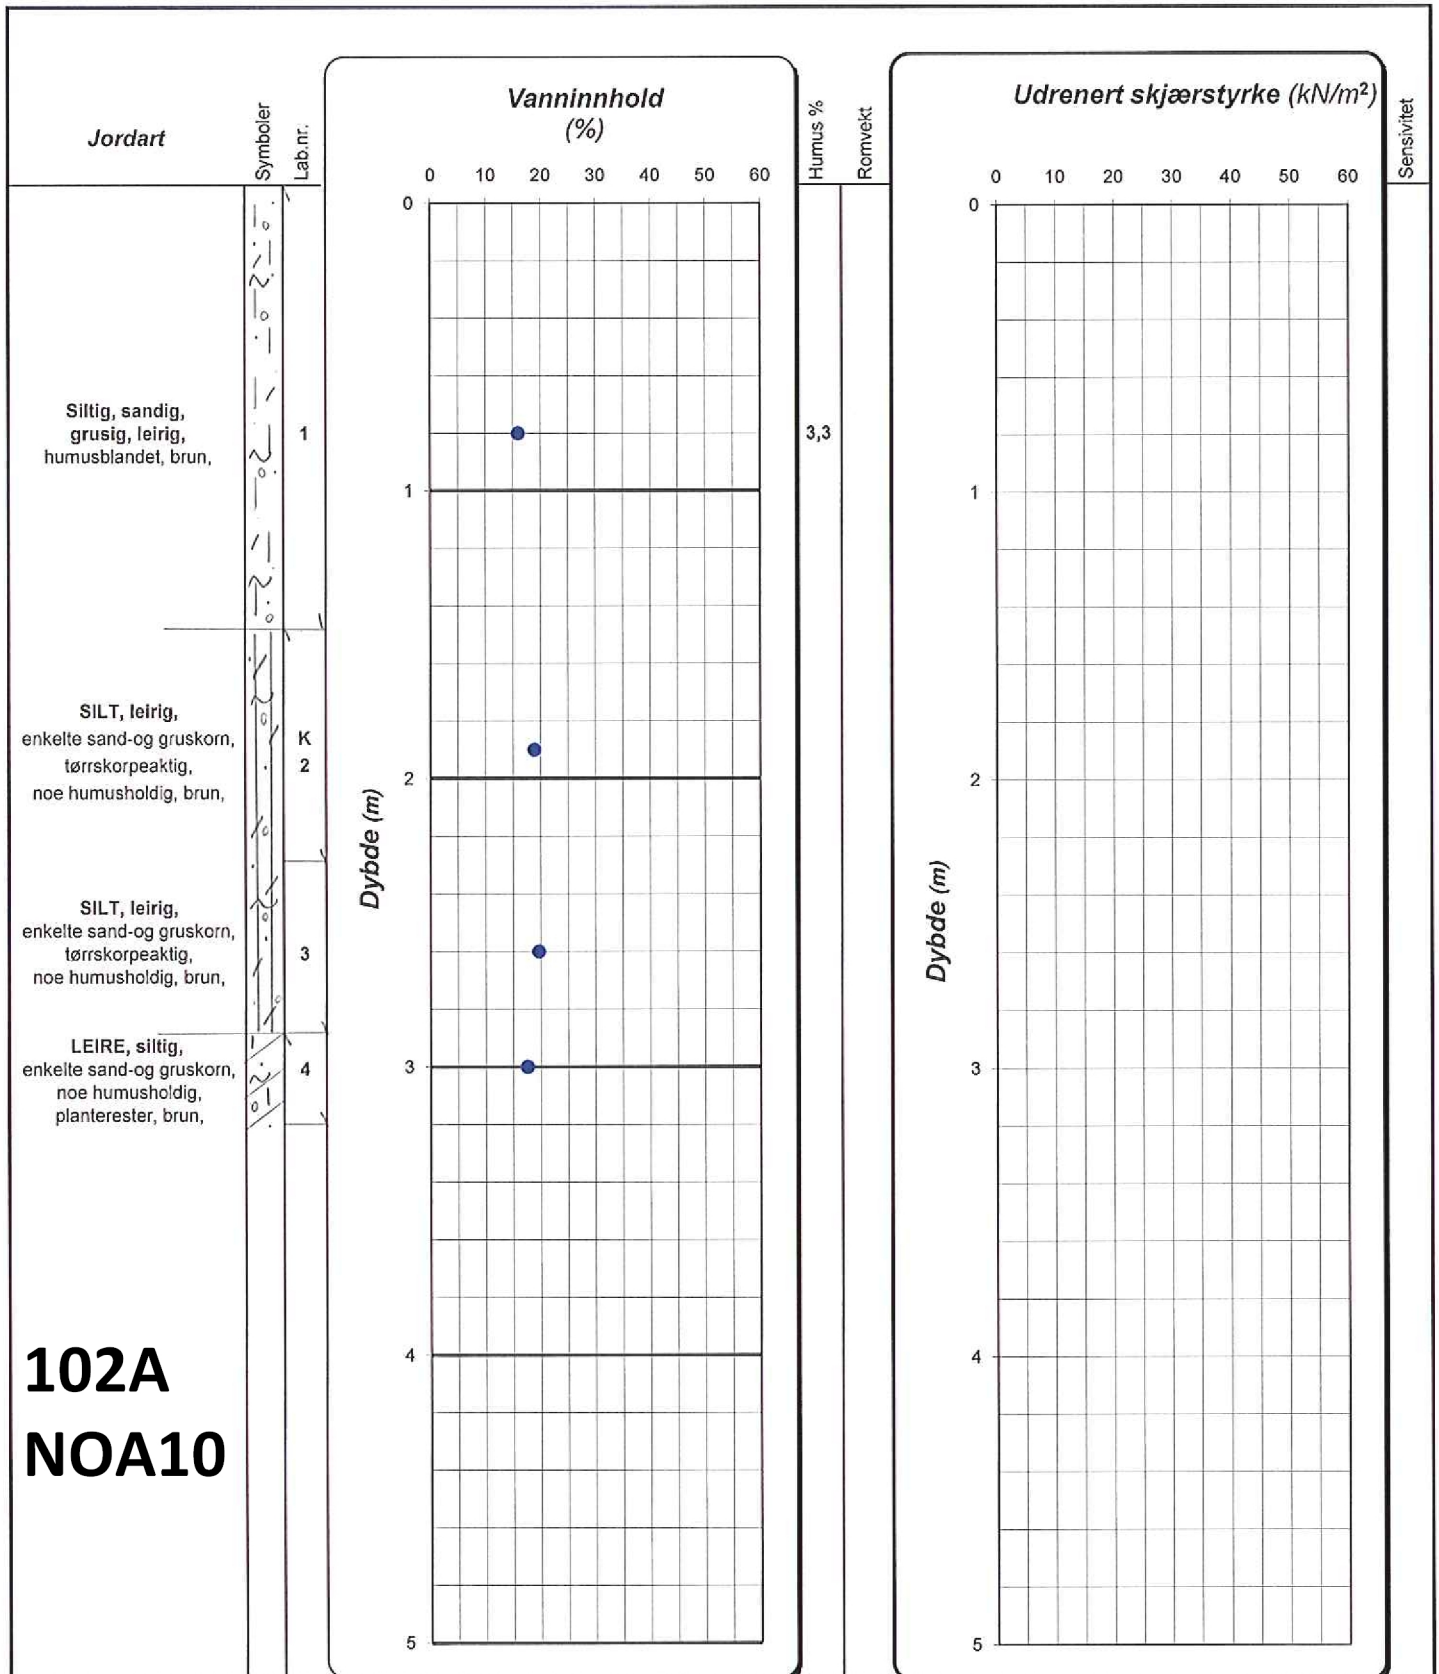 Jordart
Symboler
Lab.nr.
Vanninnhold
(%)
0 10 20 30 40 50 60
Humus %
Romvekt
Udrenert skjærstyrke (kN/m²)
0 10 20 30 40 50 60
Sensivitet
Siltig, sandig,
grusig, leirig,
humusblandet, brun,
1
3,3
SILT, leirig,
enkelte sand-og gruskorn,
tørrskorpeaktig,
noe humusholdig, brun,
K
2
SILT, leirig,
enkelte sand-og gruskorn,
tørrskorpeaktig,
noe humusholdig, brun,
3
LEIRE, siltig,
enkelte sand-og gruskorn,
noe humusholdig,
planterester, brun,
4
Dybde (m)
0
1
2
3
4
5
Dybde (m)
0
1
2
3
4
5
102A
NOA10